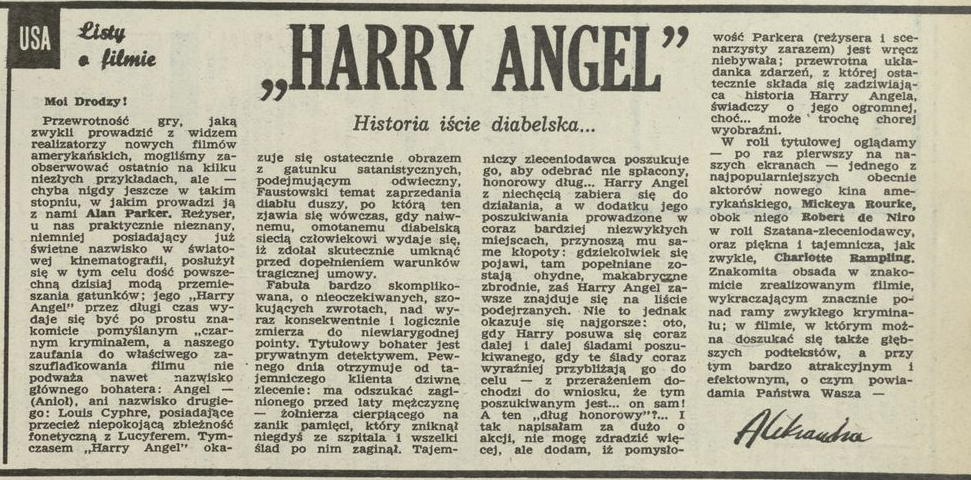 USA
Listy
o filmie
„HARRY ANGEL”
Historia iście diabelska...
Moi Drodzy!
Przewrotność gry, jaką
zwykli prowadzić z widzem
realizatorzy nowych filmów
amerykańskich, mogliśmy za-
obserwować ostatnio na kilku
niezłych przykładach, ale —
chyba nigdy jeszcze w takim
stopniu, w jakim prowadzi ją
z nami Alan Parker. Reżyser,
u nas praktycznie nieznany,
niemniej posiadający już
świetne nazwisko w świato-
wej kinematografii, posłużył
się w tym celu dość powsze-
chną dzisiaj modą przemie-
szania gatunków; jego „Harry
Angel” przez długi czas wy-
daje się być po prostu zna-
komicie pomyślanym „czar-
nym kryminałem, a naszego
zaufania do właściwego za-
szufladkowania filmu nie
podważa nawet nazwisko
głównego bohatera: Angel —
(Anioł), ani nazwisko drugie-
go: Louis Cyphre, posiadające
przecież niepokojącą zbieżność
fonetyczną z Lucyferem. Tym-
czasem „Harry Angel” oka-
zuje się ostatecznie obrazem
z gatunku satanistycznych,
podejmującym odwieczny,
Faustowski temat zaprzedania
diabłu duszy, po którą ten
zjawia się wówczas, gdy naiw-
nemu, omotanemu diabelską
siecią człowiekowi wydaje się,
iż zdołał skutecznie umknąć
przed dopełnieniem warunków
tragicznej umowy.
Fabuła bardzo skompliko-
wana, o nieoczekiwanych, szo-
kujących zwrotach, nad wy-
raz konsekwentnie i logicznie
zmierza do niewiarygodnej
pointy. Tytułowy bohater jest
prywatnym detektywem. Pew-
nego dnia otrzymuje od ta-
jemniczego klienta dziwne
zlecenie: ma odszukać zagi-
nionego przed laty mężczyznę
— żołnierza cierpiącego na
zanik pamięci, który zniknął
niegdyś ze szpitala i wszelki
ślad po nim zaginął. Tajem-
niczy zleceniodawca poszukuje
go, aby odebrać nie spłacony,
honorowy dług... Harry Angel
z niechęcią zabiera się do
działania, a w dodatku jego
poszukiwania prowadzone w
coraz bardziej niezwykłych
miejscach, przynoszą mu sa-
me kłopoty: gdziekolwiek się
pojawi, tam popełniane zo-
stają ohydne, makabryczne
zbrodnie, zaś Harry Angel za-
wsze znajduje się na liście
podejrzanych. Nie to jednak
okazuje się najgorsze: oto,
gdy Harry posuwa się coraz
dalej i dalej śladami poszu-
kiwanego, gdy te ślady coraz
wyraźniej przybliżają go do
celu — z przerażeniem do-
chodzi do wniosku, że tym
poszukiwanym jest... on sam!
A ten „dług honorowy”?... I
tak napisałam za dużo o
akcji, nie mogę zdradzić wię-
cej, ale dodam, iż pomysło-
wość Parkera (reżysera i sce-
narzysty zarazem) jest wręcz
niebywała; przewrotna ukła-
danka zdarzeń, z której osta-
tecznie składa się zadziwiają-
ca historia Harry Angela,
świadczy o jego ogromnej,
choć... może trochę chorej
wyobraźni.
W roli tytułowej oglądamy
— po raz pierwszy na na-
szych ekranach — jednego z
najpopularniejszych obecnie
aktorów nowego kina ame-
rykańskiego, Mickeya Rourke,
obok niego Robert de Niro
w roli Szatana-zleceniodawcy,
oraz piękna i tajemnicza, jak
zwykle, Charlotte Rampling.
Znakomita obsada w znako-
micie zrealizowanym filmie,
wykraczającym znacznie po-
nad ramy zwykłego krymina-
łu; w filmie, w którym moż-
na doszukać się także głęb-
szych podtekstów, a przy
tym bardzo atrakcyjnym i
efektownym, o czym powia-
damia Państwa Wasza —
Aleksandra